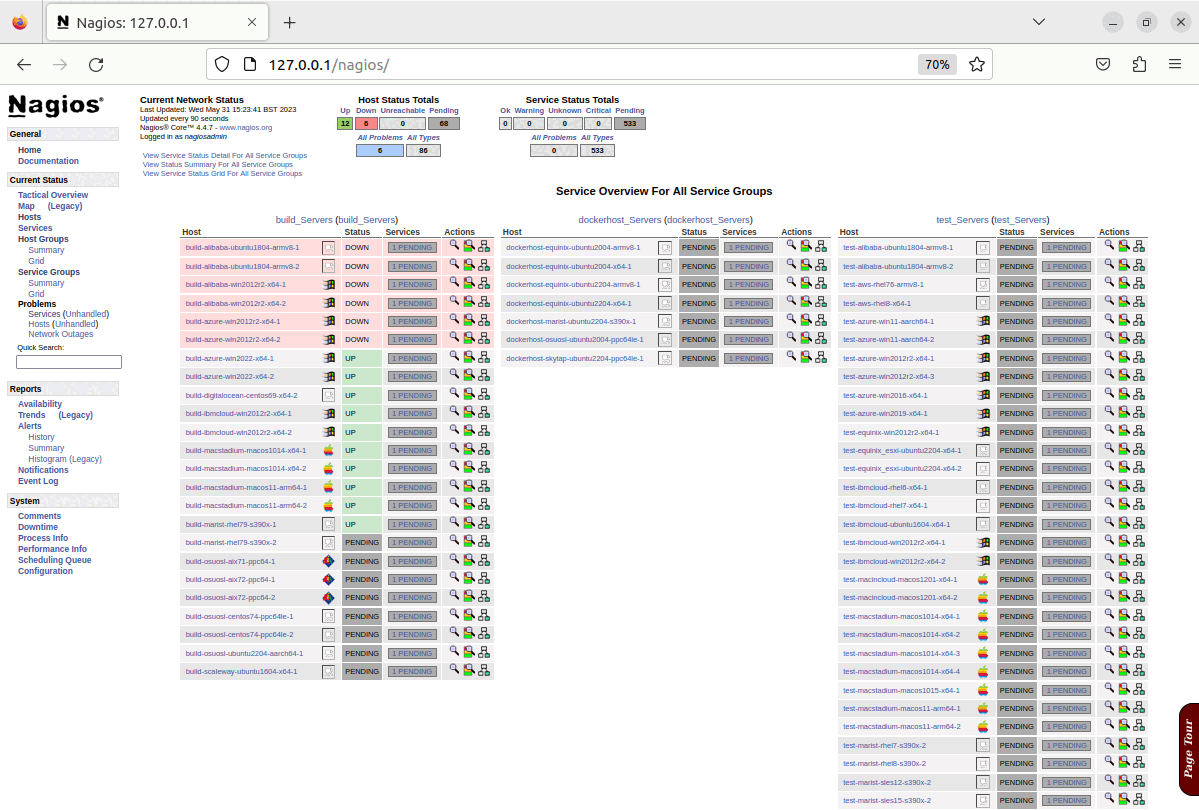 Nagios: 127.0.0.1
127.0.0.1/nagios/
70%
Nagios®
General
Home
Documentation
Current Status
Tactical Overview
Map (Legacy)
Hosts
Services
Host Groups
Summary
Grid
Service Groups
Summary
Grid
Problems
Services (Unhandled)
Hosts (Unhandled)
Network Outages
Quick Search:
Reports
Availability
Trends (Legacy)
Alerts
History
Summary
Histogram (Legacy)
Notifications
Event Log
System
Comments
Downtime
Process Info
Performance Info
Scheduling Queue
Configuration
Current Network Status
Last Updated: Wed May 31 15:23:41 BST 2023
Updated every 90 seconds
Nagios® Core™ 4.4.7 - www.nagios.org
Logged in as nagiosadmin
View Service Status Detail For All Service Groups
View Status Summary For All Service Groups
View Service Status Grid For All Service Groups
Host Status Totals
Up Down Unreachable Pending
12 6 0 68
All Problems All Types
6 86
Service Status Totals
Ok Warning Unknown Critical Pending
0 0 0 0 533
All Problems All Types
0 533
Service Overview For All Service Groups
build_Servers (build_Servers)
Host Status Services Actions
build-alibaba-ubuntu1804-armv8-1 DOWN 1 PENDING
build-alibaba-ubuntu1804-armv8-2 DOWN 1 PENDING
build-alibaba-win2012r2-x64-1 DOWN 1 PENDING
build-alibaba-win2012r2-x64-2 DOWN 1 PENDING
build-azure-win2012r2-x64-1 DOWN 1 PENDING
build-azure-win2012r2-x64-2 DOWN 1 PENDING
build-azure-win2022-x64-1 UP 1 PENDING
build-azure-win2022-x64-2 UP 1 PENDING
build-digitalocean-centos69-x64-2 UP 1 PENDING
build-ibmcloud-win2012r2-x64-1 UP 1 PENDING
build-ibmcloud-win2012r2-x64-2 UP 1 PENDING
build-macstadium-macos1014-x64-1 UP 1 PENDING
build-macstadium-macos1014-x64-2 UP 1 PENDING
build-macstadium-macos11-arm64-1 UP 1 PENDING
build-macstadium-macos11-arm64-2 UP 1 PENDING
build-marist-rhel79-s390x-1 UP 1 PENDING
build-marist-rhel79-s390x-2 PENDING 1 PENDING
build-osuosl-aix71-ppc64-1 PENDING 1 PENDING
build-osuosl-aix72-ppc64-1 PENDING 1 PENDING
build-osuosl-aix72-ppc64-2 PENDING 1 PENDING
build-osuosl-centos74-ppc64le-1 PENDING 1 PENDING
build-osuosl-centos74-ppc64le-2 PENDING 1 PENDING
build-osuosl-ubuntu2204-aarch64-1 PENDING 1 PENDING
build-scaleway-ubuntu1604-x64-1 PENDING 1 PENDING
dockerhost_Servers (dockerhost_Servers)
Host Status Services Actions
dockerhost-equinix-ubuntu2004-armv8-1 PENDING 1 PENDING
dockerhost-equinix-ubuntu2004-x64-1 PENDING 1 PENDING
dockerhost-equinix-ubuntu2204-armv8-1 PENDING 1 PENDING
dockerhost-equinix-ubuntu2204-x64-1 PENDING 1 PENDING
dockerhost-marist-ubuntu2204-s390x-1 PENDING 1 PENDING
dockerhost-osuosl-ubuntu2004-ppc64le-1 PENDING 1 PENDING
dockerhost-skytap-ubuntu2204-ppc64le-1 PENDING 1 PENDING
test_Servers (test_Servers)
Host Status Services Actions
test-alibaba-ubuntu1804-armv8-1 PENDING 1 PENDING
test-alibaba-ubuntu1804-armv8-2 PENDING 1 PENDING
test-aws-rhel76-armv8-1 PENDING 1 PENDING
test-aws-rhel8-x64-1 PENDING 1 PENDING
test-azure-win11-aarch64-1 PENDING 1 PENDING
test-azure-win11-aarch64-2 PENDING 1 PENDING
test-azure-win2012r2-x64-1 PENDING 1 PENDING
test-azure-win2012r2-x64-3 PENDING 1 PENDING
test-azure-win2016-x64-1 PENDING 1 PENDING
test-azure-win2019-x64-1 PENDING 1 PENDING
test-equinix-win2012r2-x64-1 PENDING 1 PENDING
test-equinix_esxi-ubuntu2204-x64-1 PENDING 1 PENDING
test-equinix_esxi-ubuntu2204-x64-2 PENDING 1 PENDING
test-ibmcloud-rhel6-x64-1 PENDING 1 PENDING
test-ibmcloud-rhel7-x64-1 PENDING 1 PENDING
test-ibmcloud-ubuntu1604-x64-1 PENDING 1 PENDING
test-ibmcloud-win2012r2-x64-1 PENDING 1 PENDING
test-ibmcloud-win2012r2-x64-2 PENDING 1 PENDING
test-macincloud-macos1201-x64-1 PENDING 1 PENDING
test-macincloud-macos1201-x64-2 PENDING 1 PENDING
test-macstadium-macos1014-x64-1 PENDING 1 PENDING
test-macstadium-macos1014-x64-2 PENDING 1 PENDING
test-macstadium-macos1014-x64-3 PENDING 1 PENDING
test-macstadium-macos1014-x64-4 PENDING 1 PENDING
test-macstadium-macos1015-x64-1 PENDING 1 PENDING
test-macstadium-macos11-arm64-1 PENDING 1 PENDING
test-macstadium-macos11-arm64-2 PENDING 1 PENDING
test-marist-rhel7-s390x-2 PENDING 1 PENDING
test-marist-rhel8-s390x-2 PENDING 1 PENDING
test-marist-sles12-s390x-2 PENDING 1 PENDING
test-marist-sles15-s390x-2 PENDING 1 PENDING
Page Tour